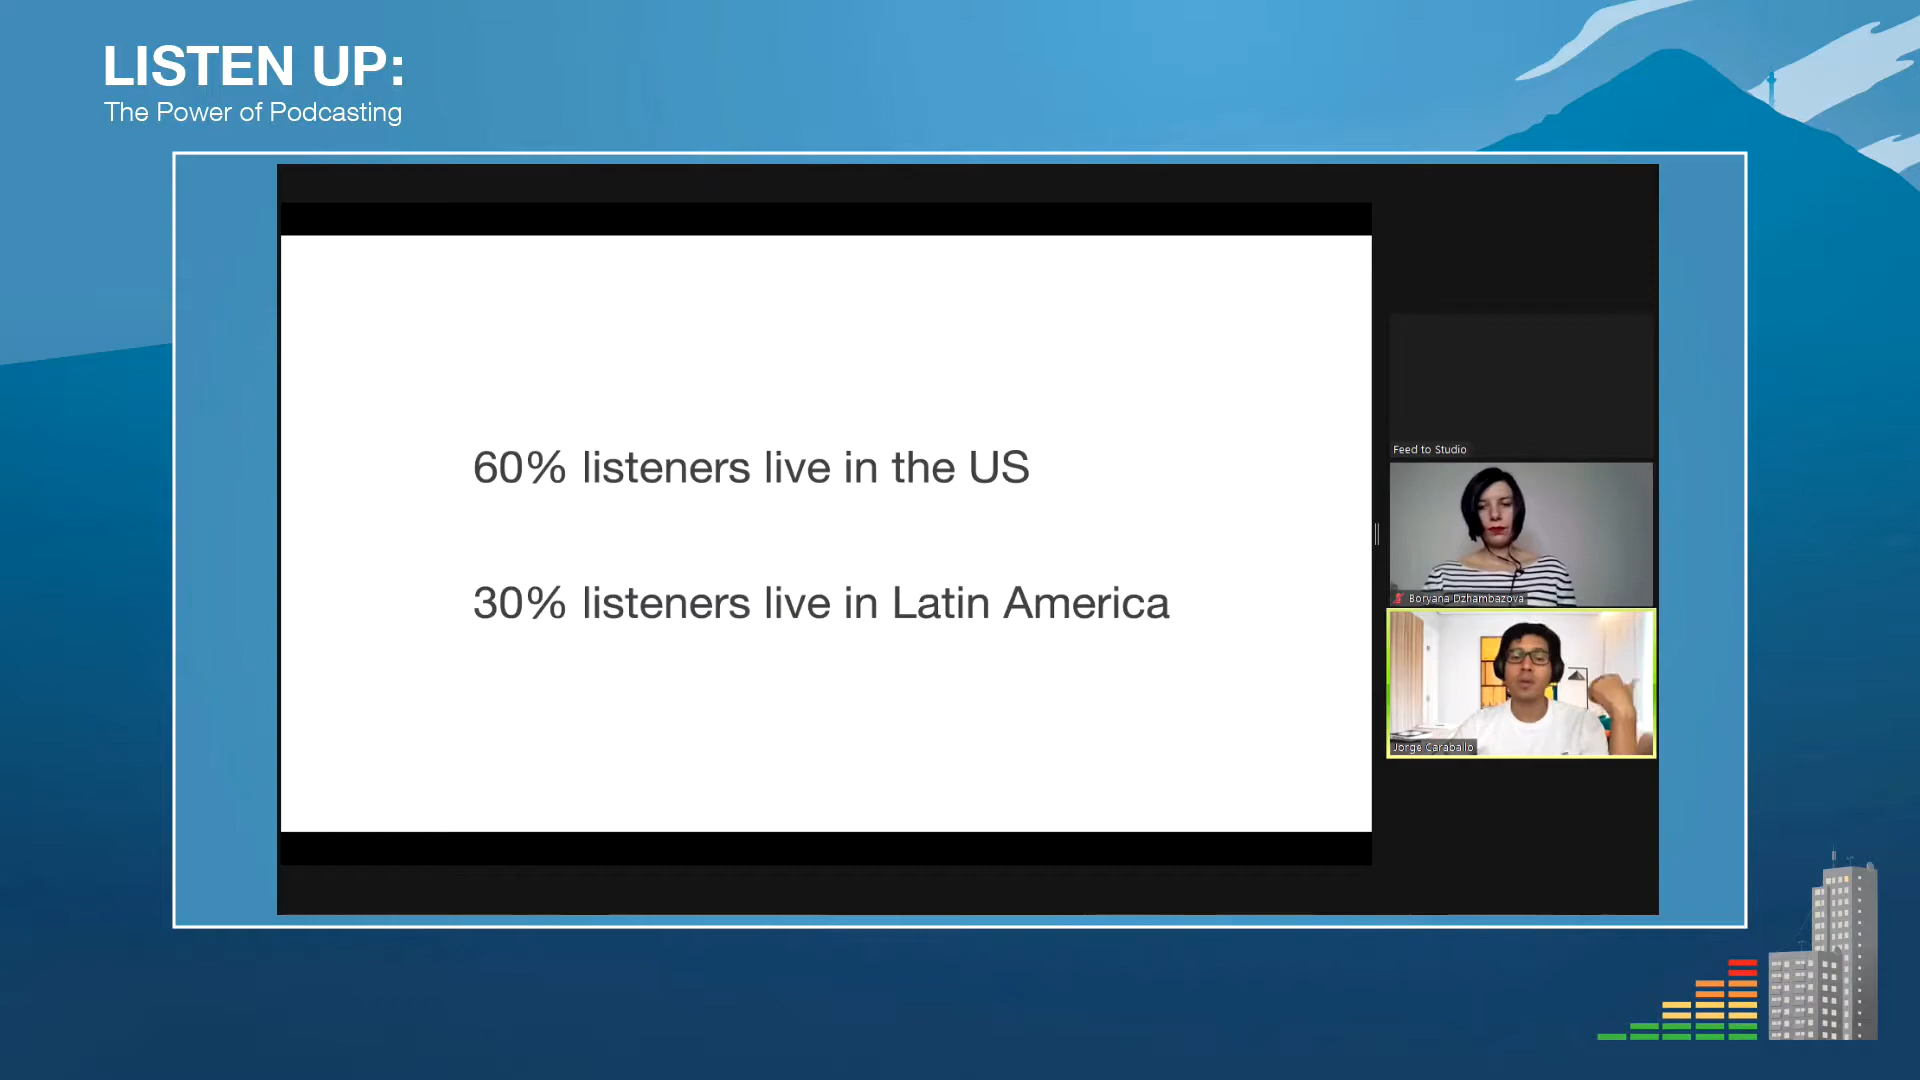 LISTEN UP:
The Power of Podcasting
60% listeners live in the US
30% listeners live in Latin America
Feed to Studio
Boryana Dzhambazova
Jorge Caraballo